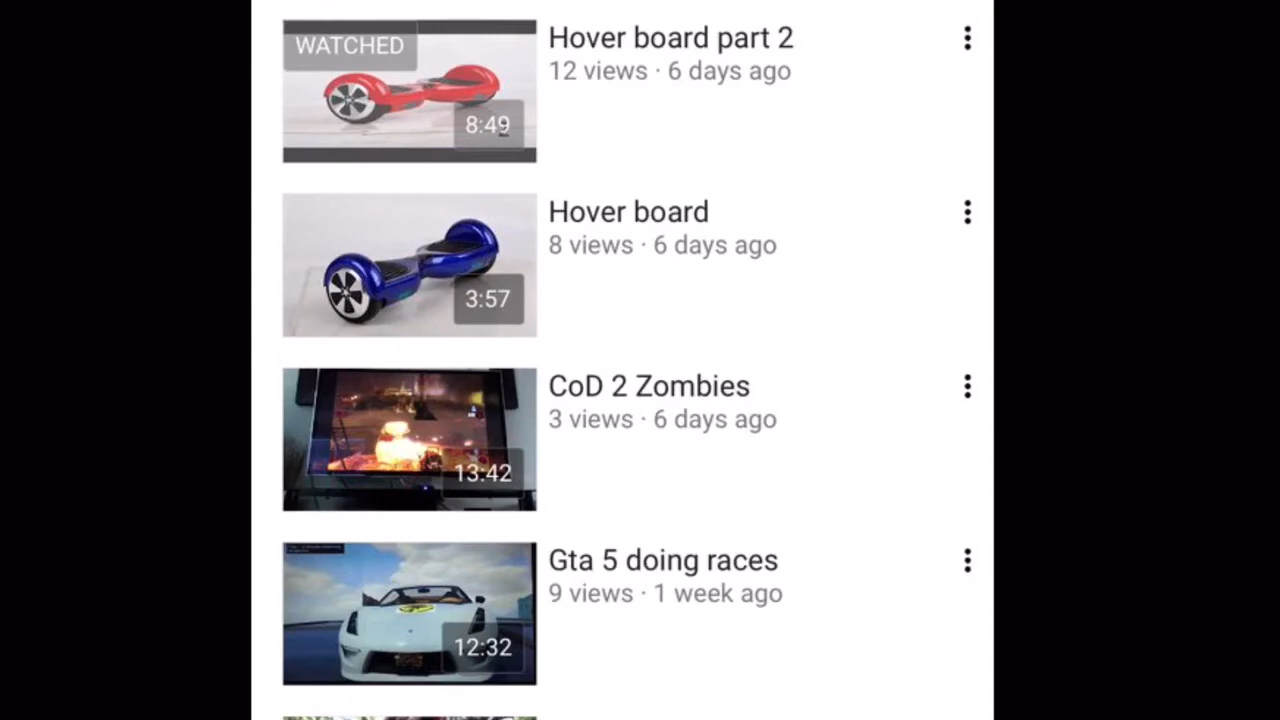 WATCHED
8:49
Hover board part 2
12 views · 6 days ago
3:57
Hover board
8 views · 6 days ago
13:42
CoD 2 Zombies
3 views · 6 days ago
12:32
Gta 5 doing races
9 views · 1 week ago